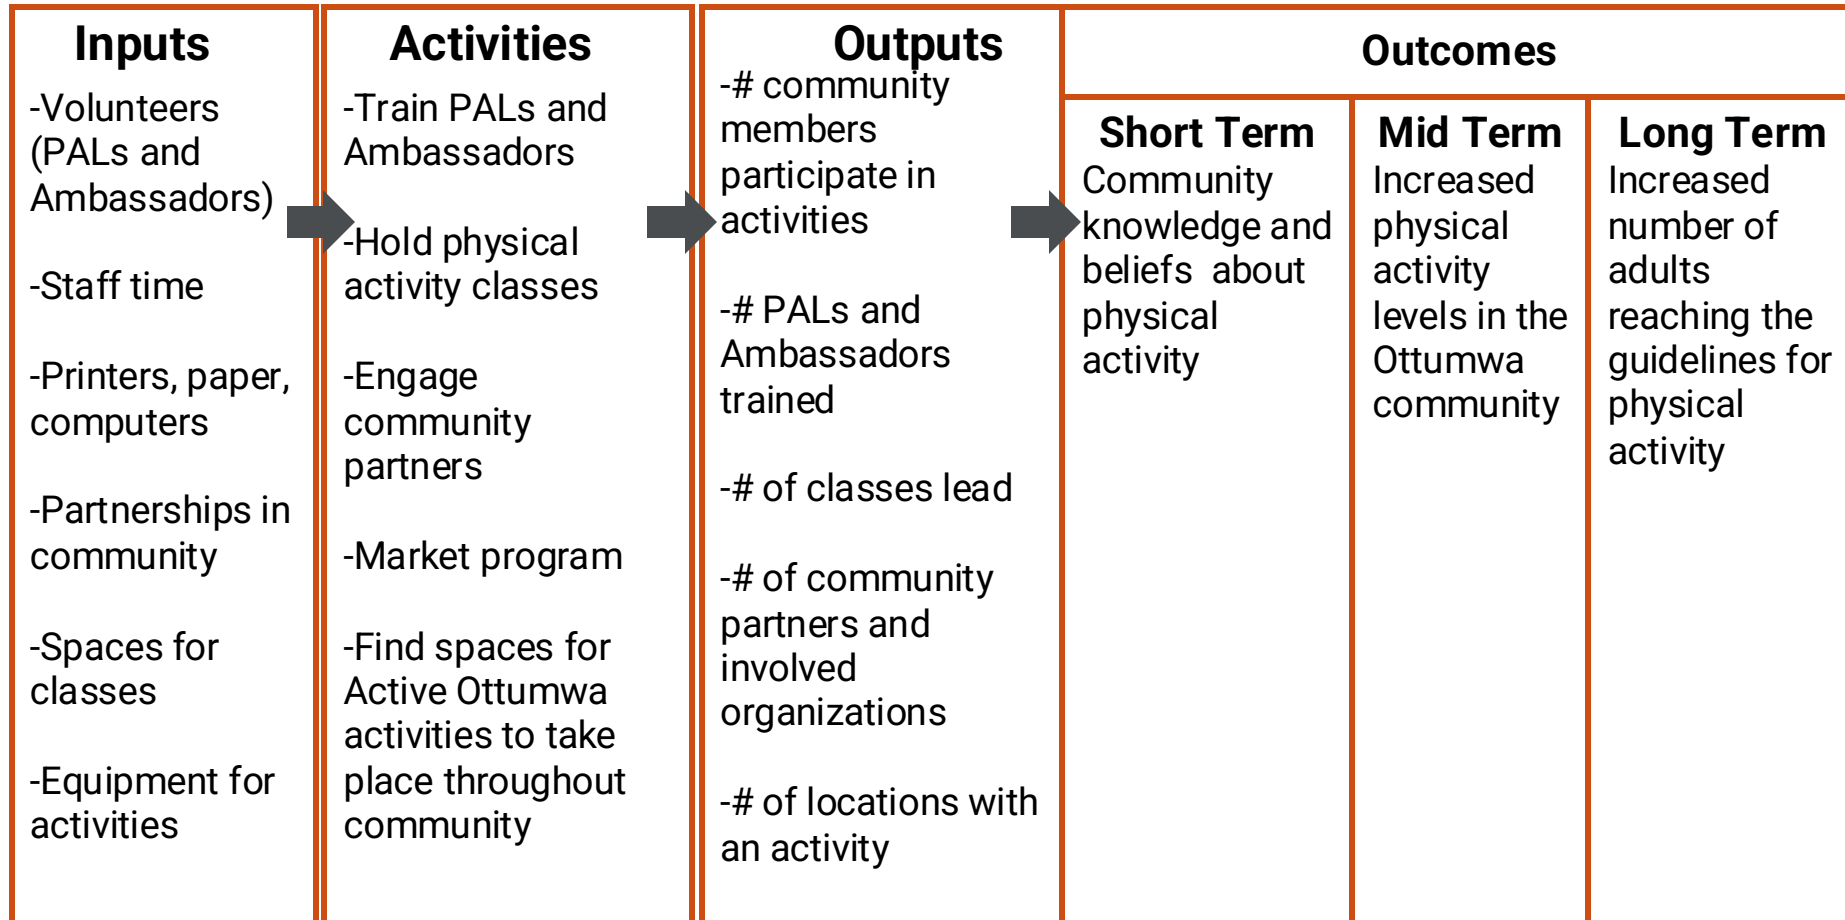 Inputs
-Volunteers
(PALs and
Ambassadors)
-Staff time
-Printers, paper,
computers
-Partnerships in
community
-Spaces for
classes
-Equipment for
activities
Activities
-Train PALs and
Ambassadors
-Hold physical
activity classes
-Engage
community
partners
-Market program
-Find spaces for
Active Ottumwa
activities to take
place throughout
community
Outputs
-# community
members
participate in
activities
-# PALs and
Ambassadors
trained
-# of classes lead
-# of community
partners and
involved
organizations
-# of locations with
an activity
Outcomes
Short Term
Community
knowledge and
beliefs  about
physical
activity
Mid Term
Increased
physical
activity
levels in the
Ottumwa
community
Long Term
Increased
number of
adults
reaching the
guidelines for
physical
activity